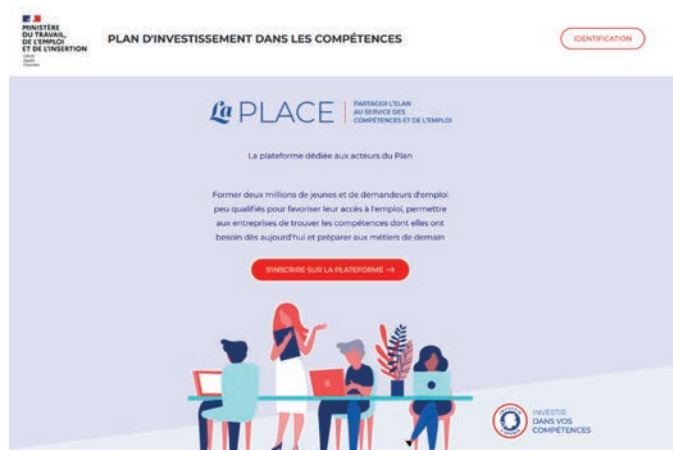 MINISTÈRE
DU TRAVAIL,
DE L'EMPLOI
ET DE L'INSERTION
PLAN D'INVESTISSEMENT DANS LES COMPÉTENCES
IDENTIFICATION
La PLACE
PARTAGER L'ELAN
AU SERVICE DES
COMPÉTENCES ET DE L'EMPLOI
La plateforme dédiée aux acteurs du Plan
Former deux millions de jeunes et de demandeurs d'emploi
peu qualifiés pour favoriser leur accès à l'emploi, permettre
aux entreprises de trouver les compétences dont elles ont
besoin dès aujourd'hui et préparer aux métiers de demain
S'INSCRIRE SUR LA PLATEFORME →
INVESTIR
DANS VOS
COMPÉTENCES